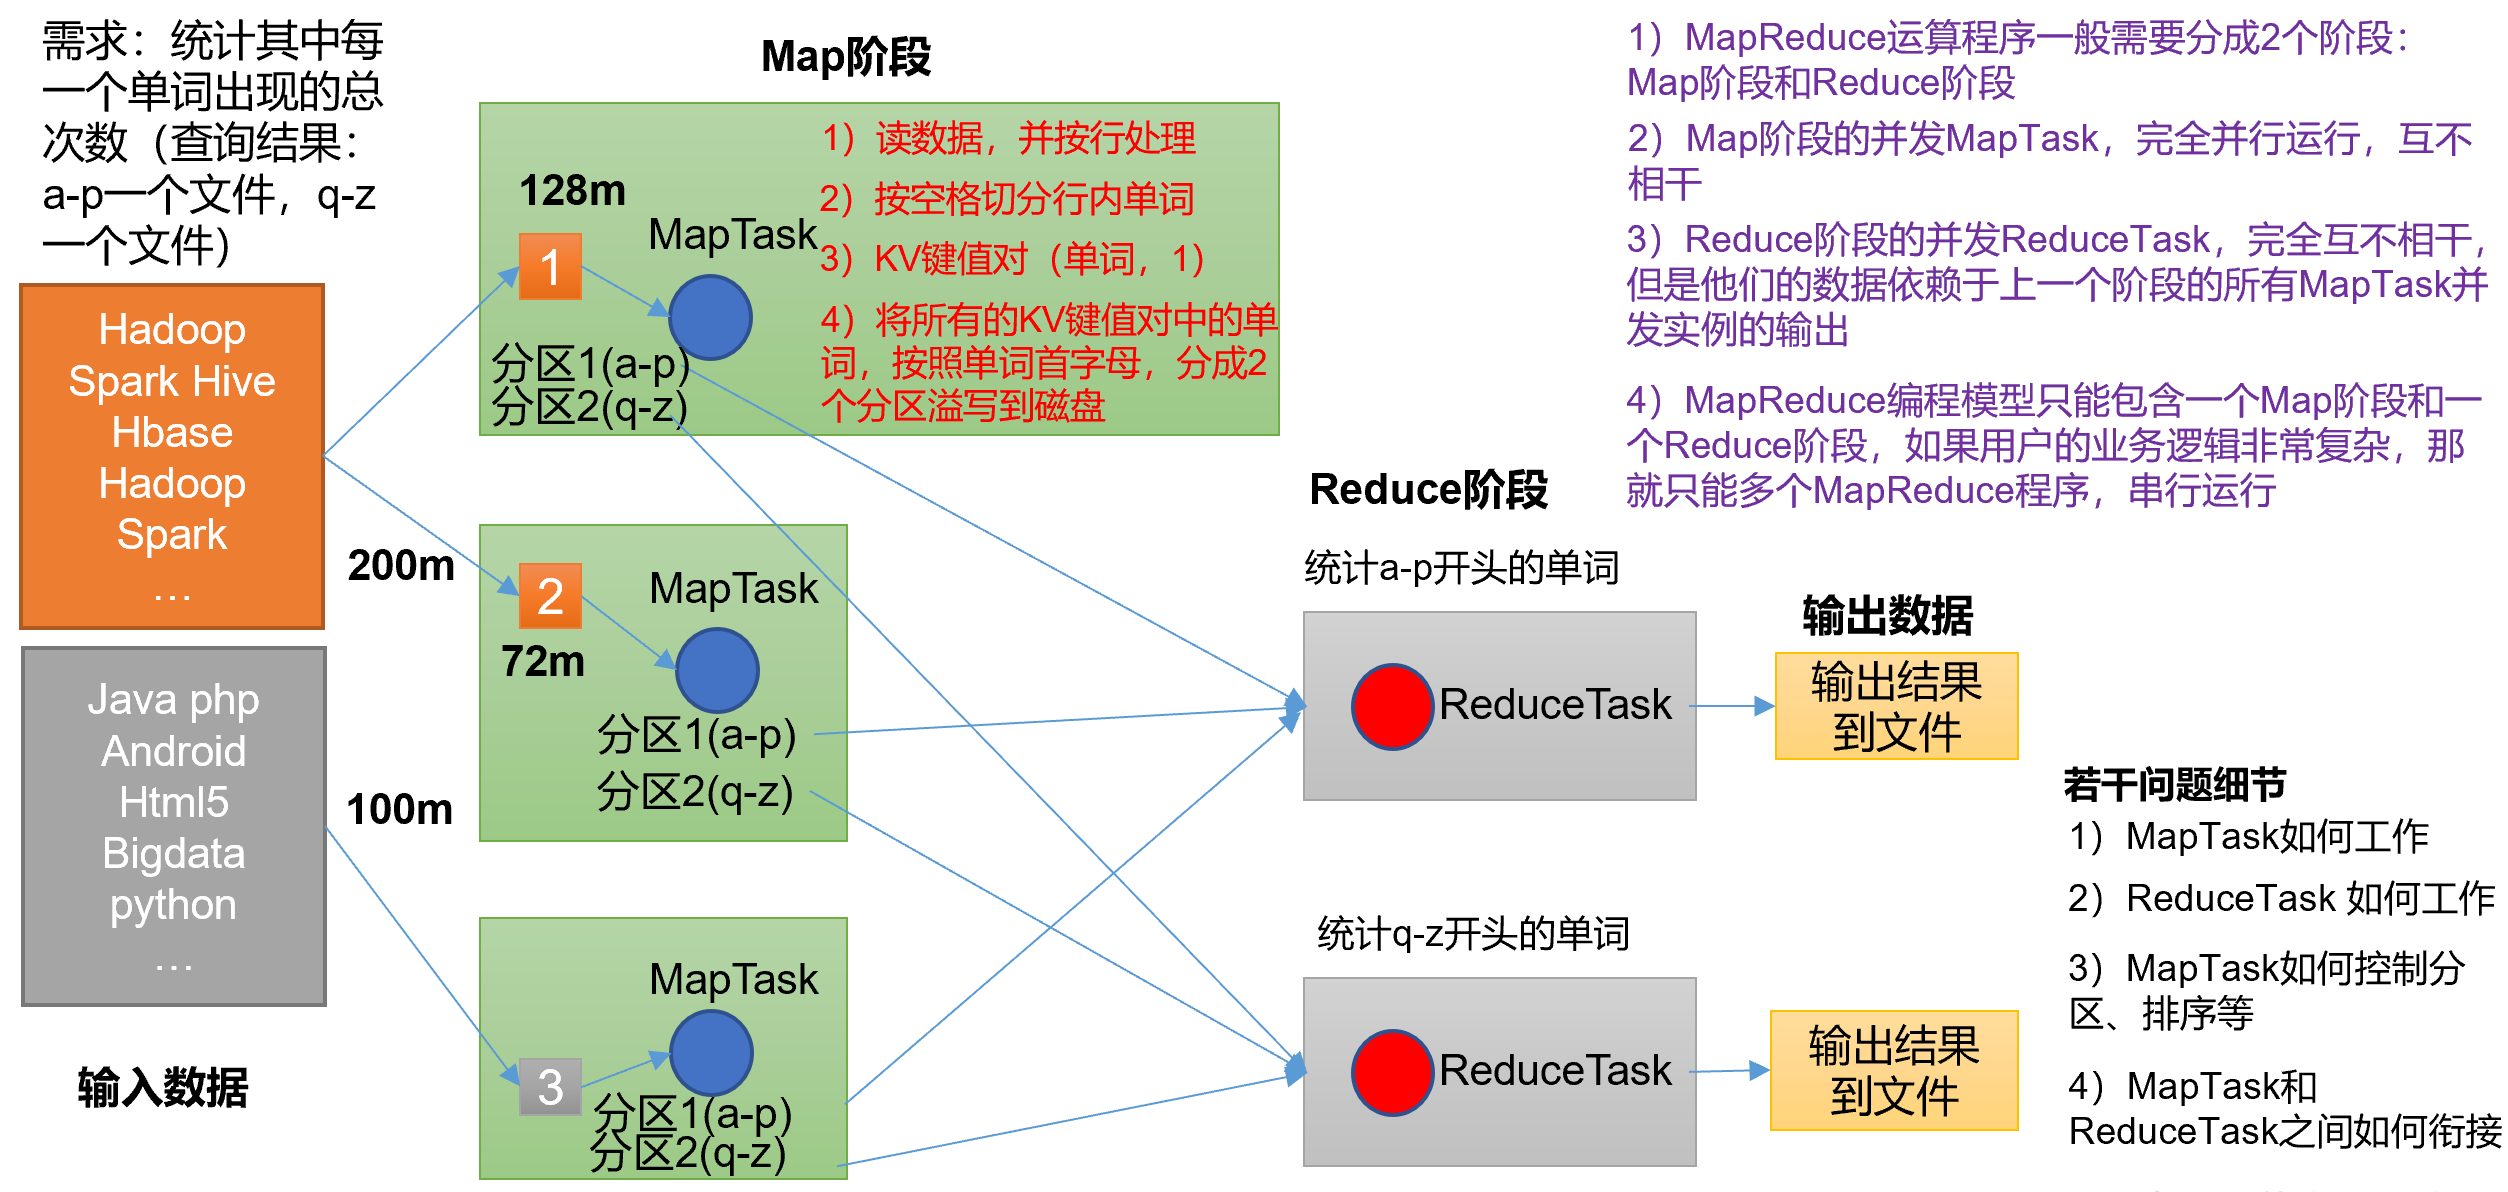 需求：统计其中每
一个单词出现的总
次数（查询结果：
a-p一个文件，q-z
一个文件）
Hadoop
Spark Hive
Hbase
Hadoop
Spark
…
Java php
Android
Html5
Bigdata
python
…
输入数据
200m
100m
Map阶段
128m
1
MapTask
分区1(a-p)
分区2(q-z)
1）读数据，并按行处理
2）按空格切分行内单词
3）KV键值对（单词，1）
4）将所有的KV键值对中的单
词，按照单词首字母，分成2
个分区溢写到磁盘
2
72m
MapTask
分区1(a-p)
分区2(q-z)
3
MapTask
分区1(a-p)
分区2(q-z)
Reduce阶段
统计a-p开头的单词
ReduceTask
统计q-z开头的单词
ReduceTask
输出数据
输出结果
到文件
输出结果
到文件
1）MapReduce运算程序一般需要分成2个阶段：
Map阶段和Reduce阶段
2）Map阶段的并发MapTask，完全并行运行，互不
相干
3）Reduce阶段的并发ReduceTask，完全互不相干，
但是他们的数据依赖于上一个阶段的所有MapTask并
发实例的输出
4）MapReduce编程模型只能包含一个Map阶段和一
个Reduce阶段，如果用户的业务逻辑非常复杂，那
就只能多个MapReduce程序，串行运行
若干问题细节
1）MapTask如何工作
2）ReduceTask 如何工作
3）MapTask如何控制分
区、排序等
4）MapTask和
ReduceTask之间如何衔接